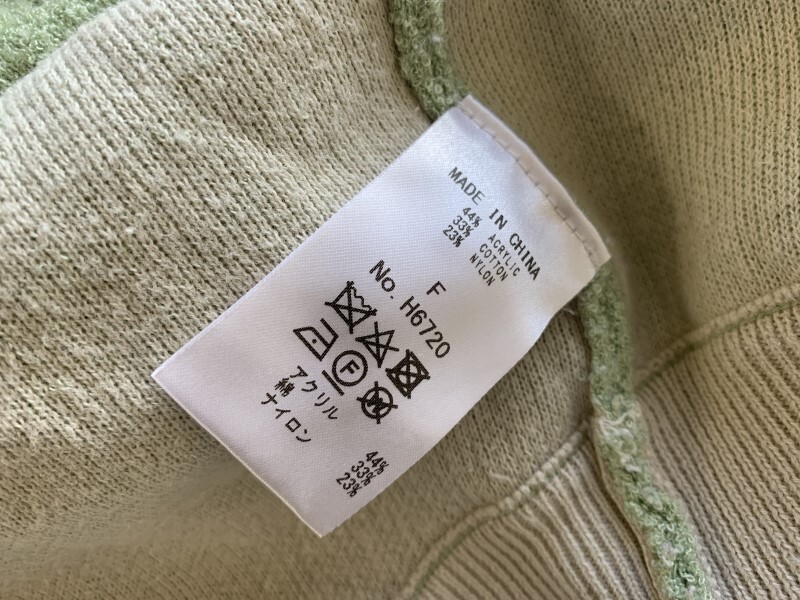 MADE IN CHINA
44% ACRYLIC
33% COTTON
23% NYLON
F
No. H6720
F
W
アクリル 44%
綿 33%
ナイロン 23%